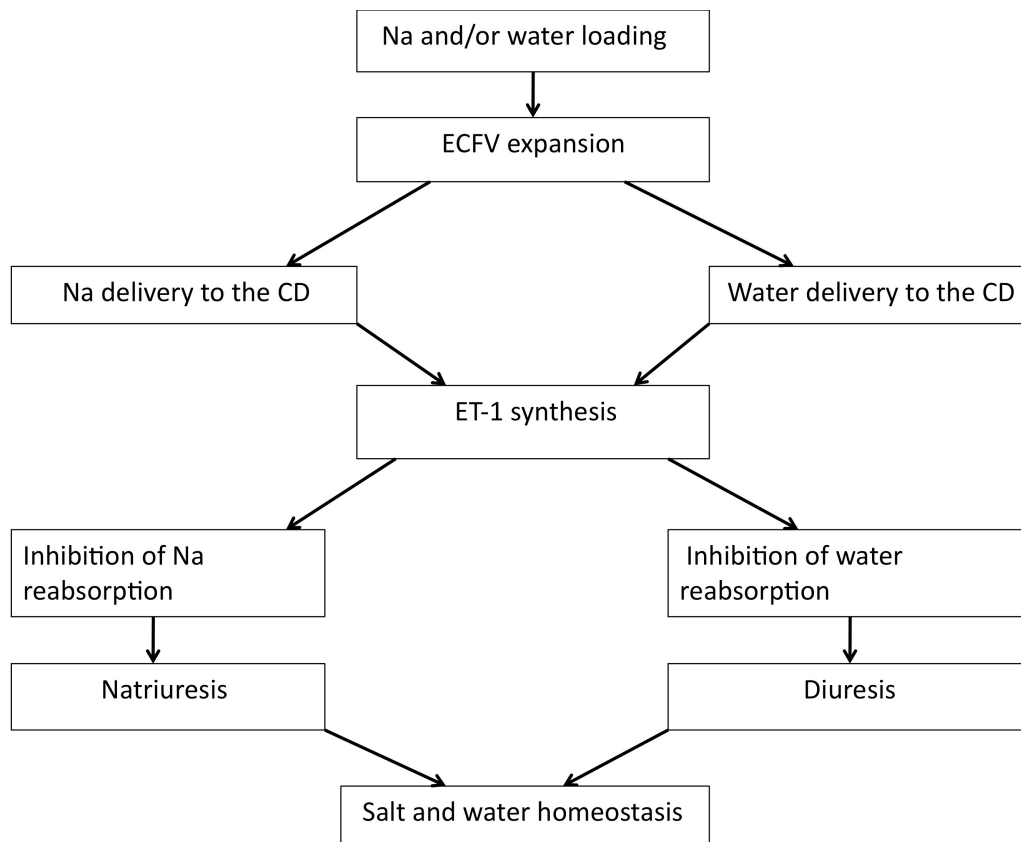 Na and/or water loading
ECFV expansion
Na delivery to the CD
Water delivery to the CD
ET-1 synthesis
Inhibition of Na
reabsorption
Inhibition of water
reabsorption
Natriuresis
Diuresis
Salt and water homeostasis